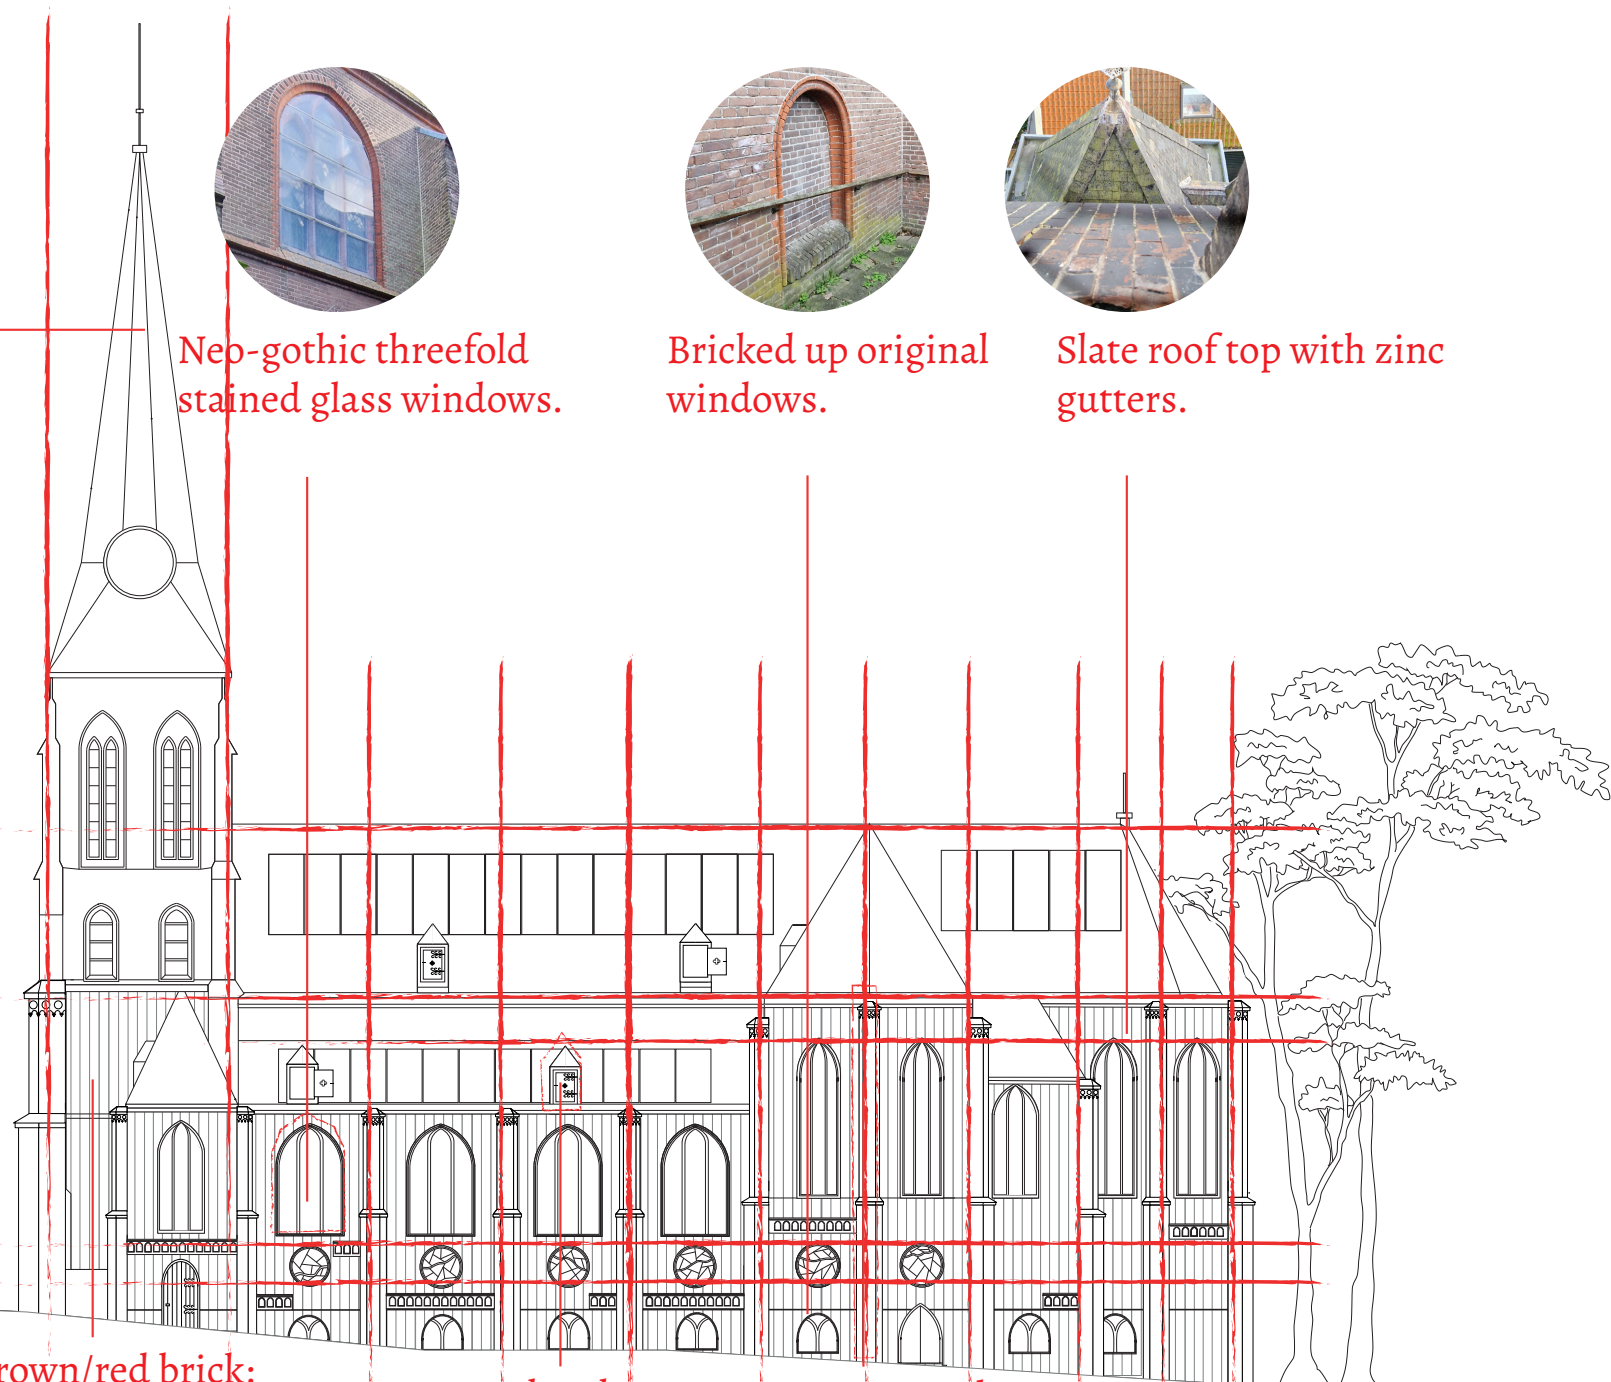 Neo-gothic threefold
stained glass windows.
Bricked up original
windows.
Slate roof top with zinc
gutters.
rown/red brick;